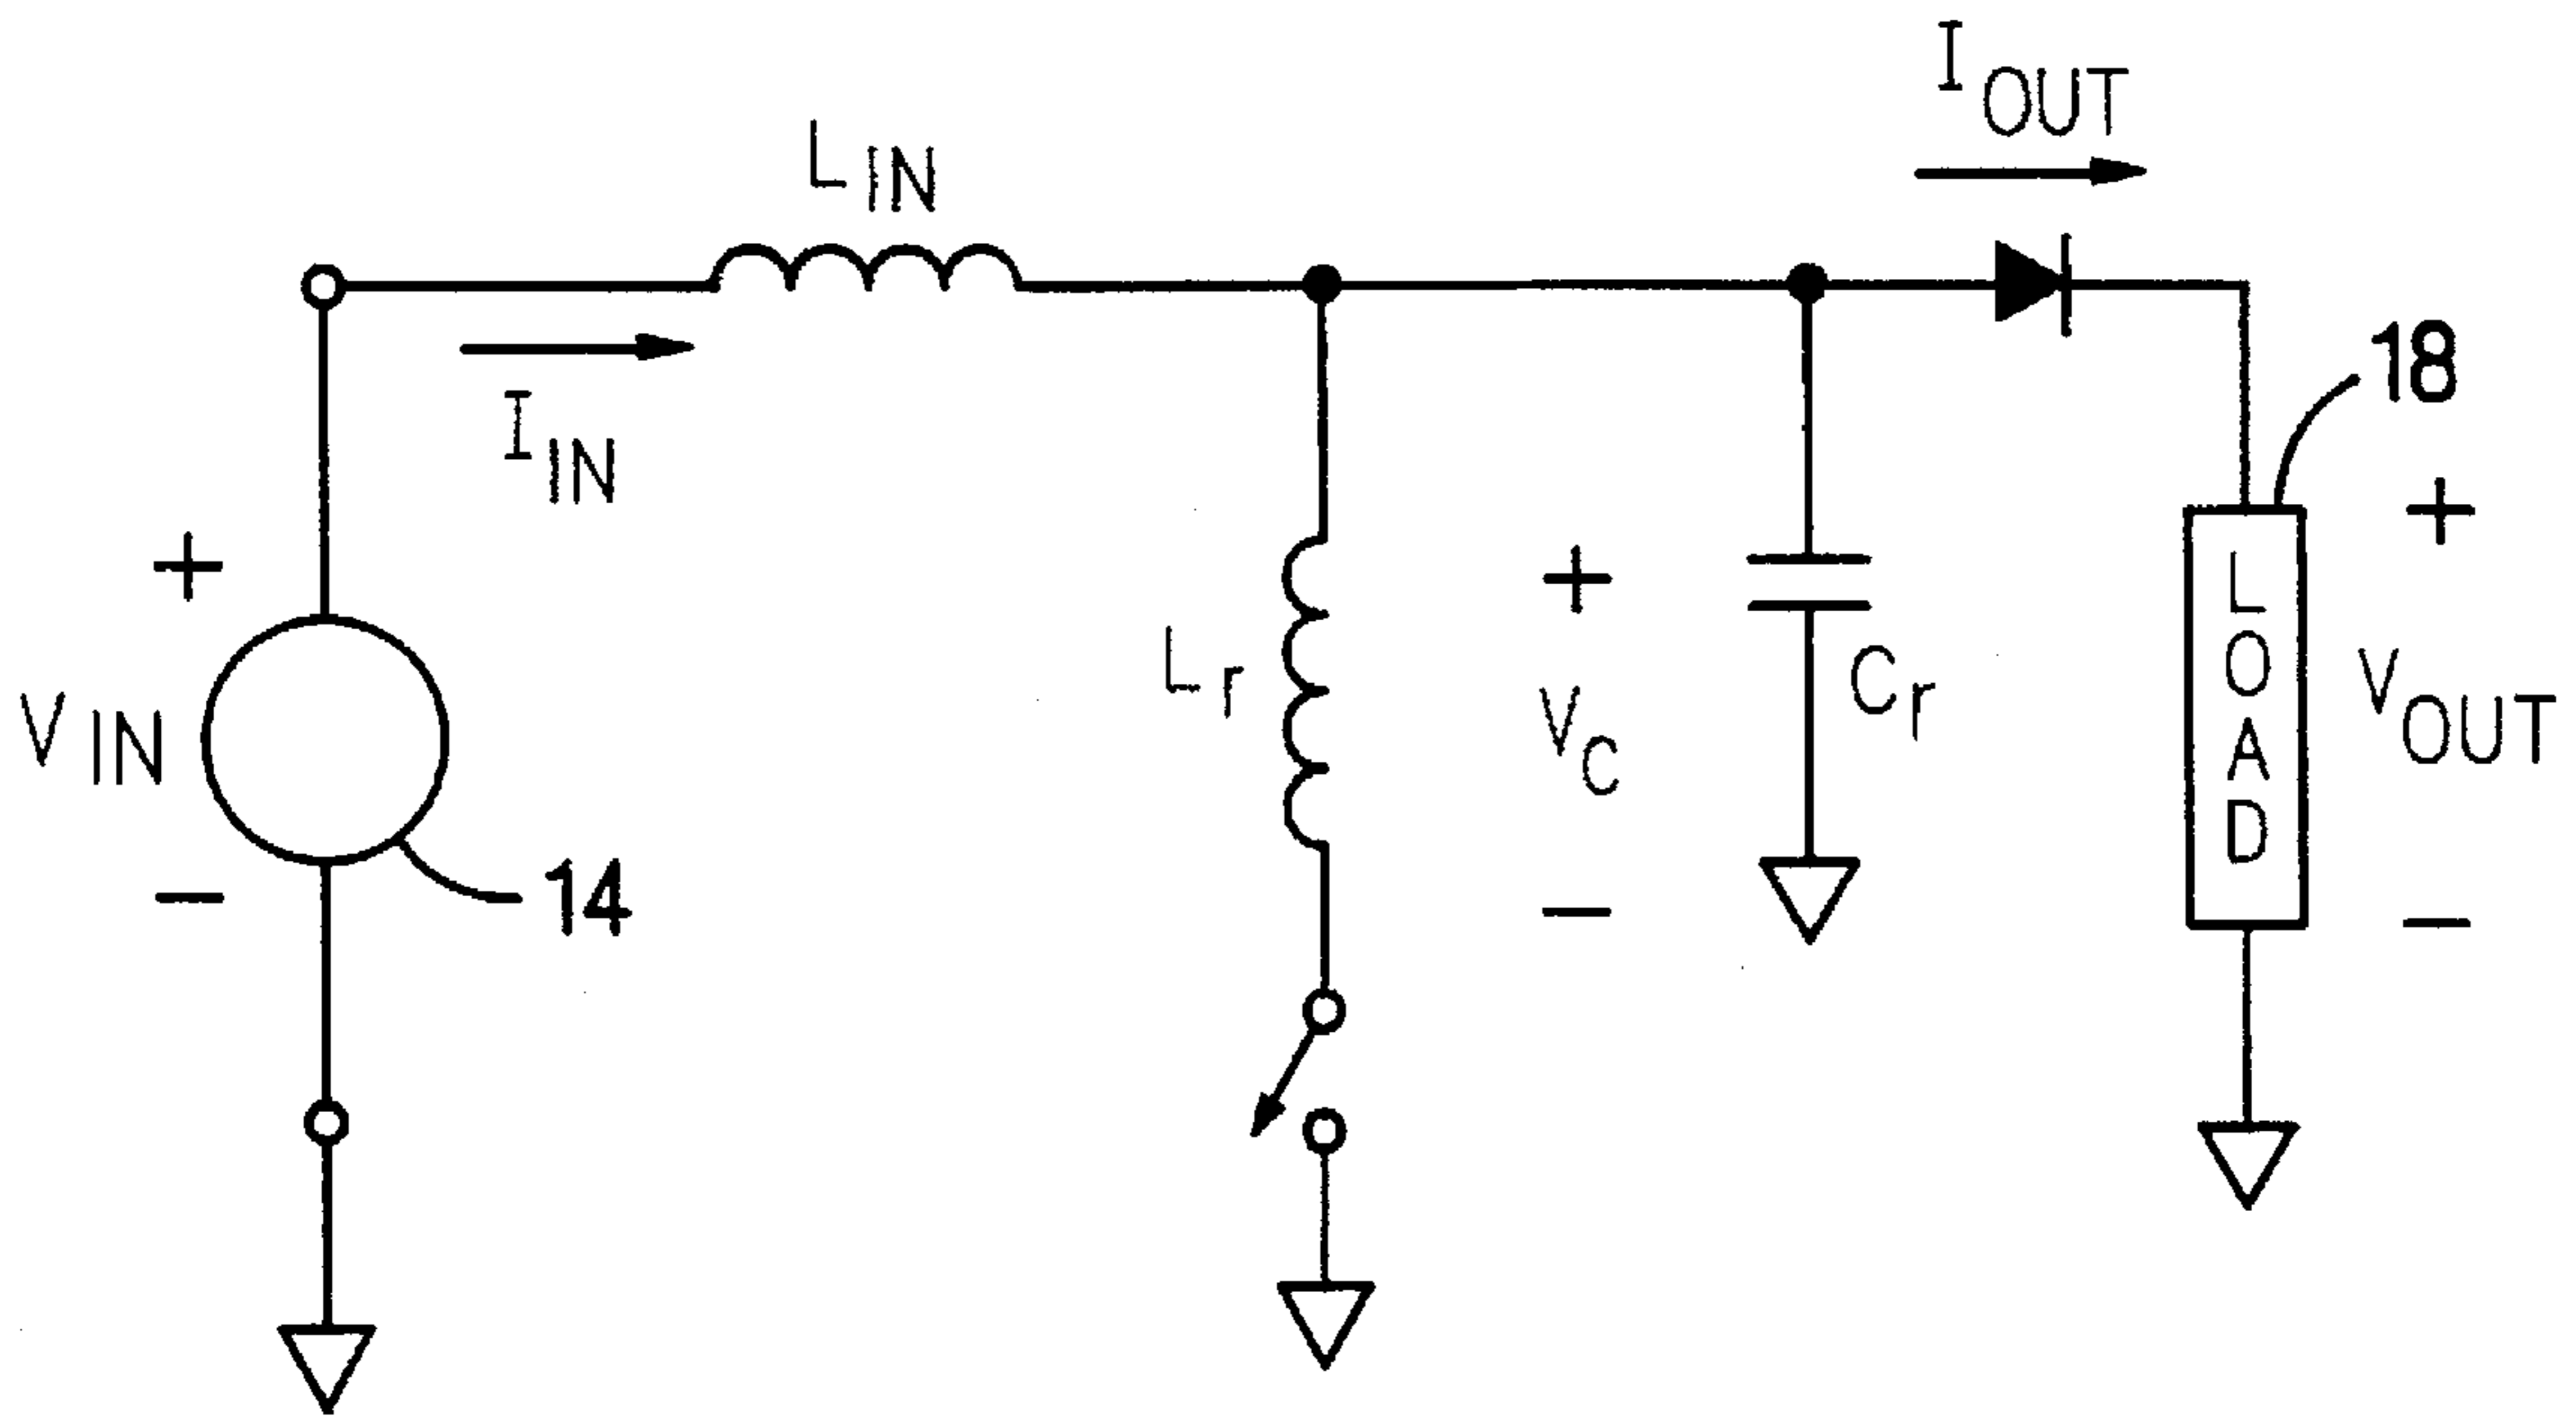 I OUT
L IN
I IN
18
+
+
+
LOAD
L r
V C
C r
V OUT
V IN
14
−
−
−